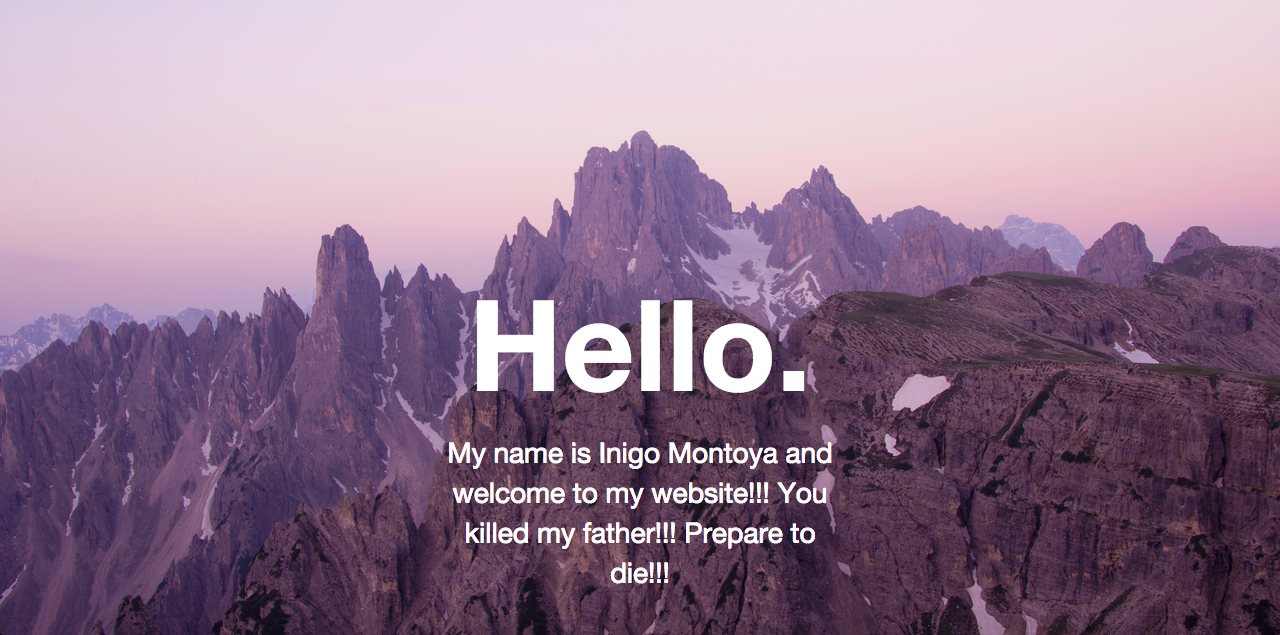 Hello.
My name is Inigo Montoya and
welcome to my website!!! You
killed my father!!! Prepare to
die!!!